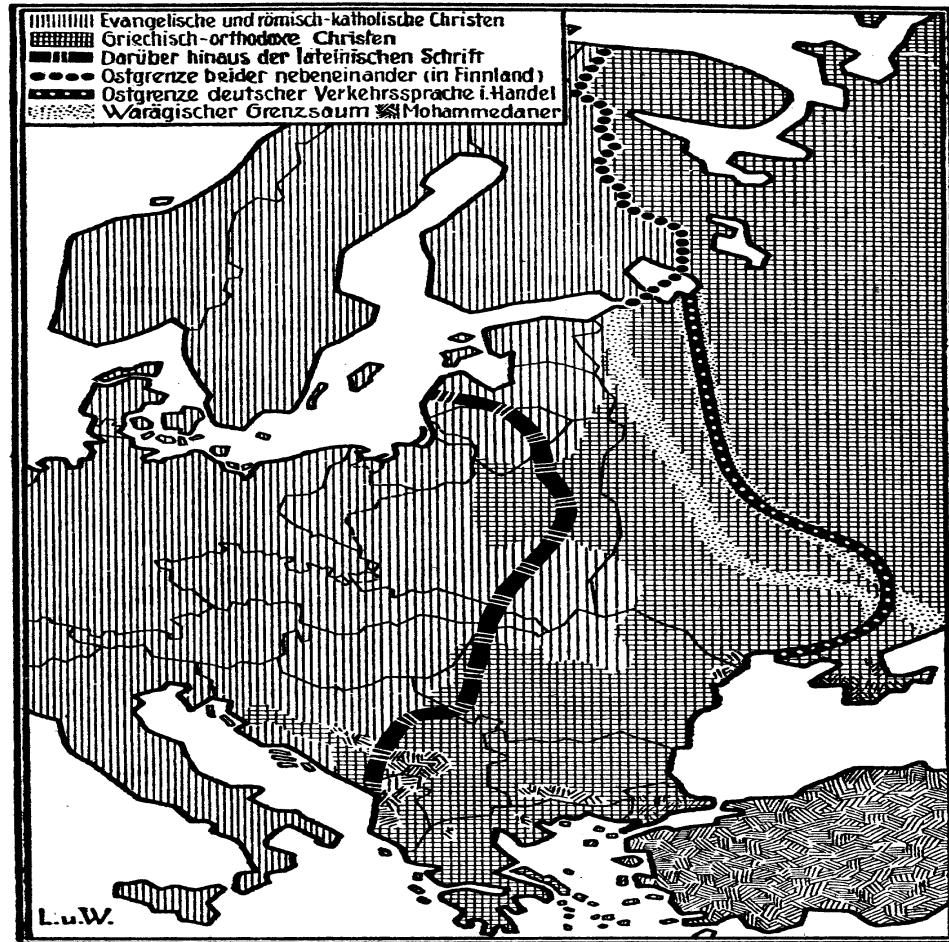 Evangelische und römisch-katholische Christen
Griechisch-orthodoxe Christen
Darüber hinaus der lateinischen Schrift
Ostgrenze beider nebeneinander (in Finnland)
Ostgrenze deutscher Verkehrssprache i. Handel
Warägischer Grenzsaum Mohammedaner
L.u.W.